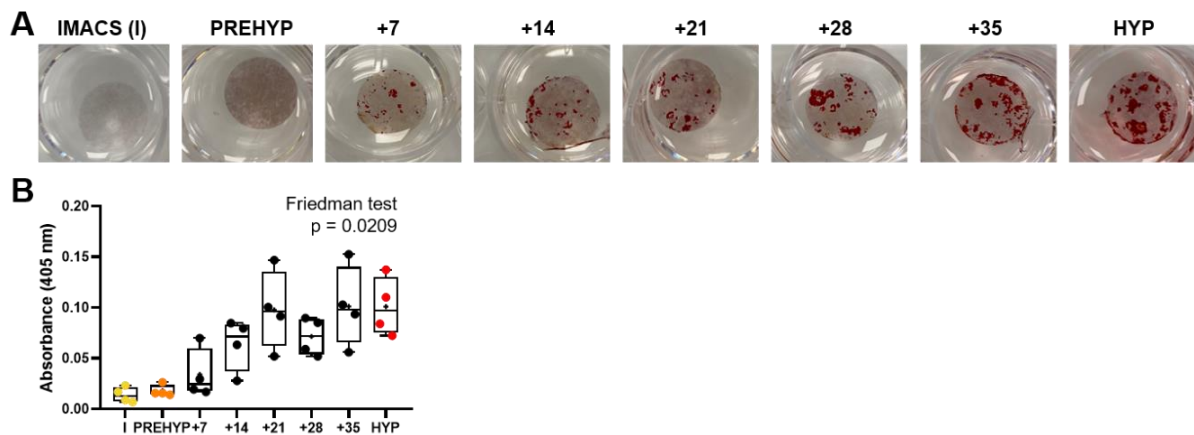 A
IMACS (I) PREHYP +7 +14 +21 +28 +35 HYP
B
Friedman test
p = 0.0209
Absorbance (405 nm)
0.20
0.15
0.10
0.05
0.00
I PREHYP +7 +14 +21 +28 +35 HYP